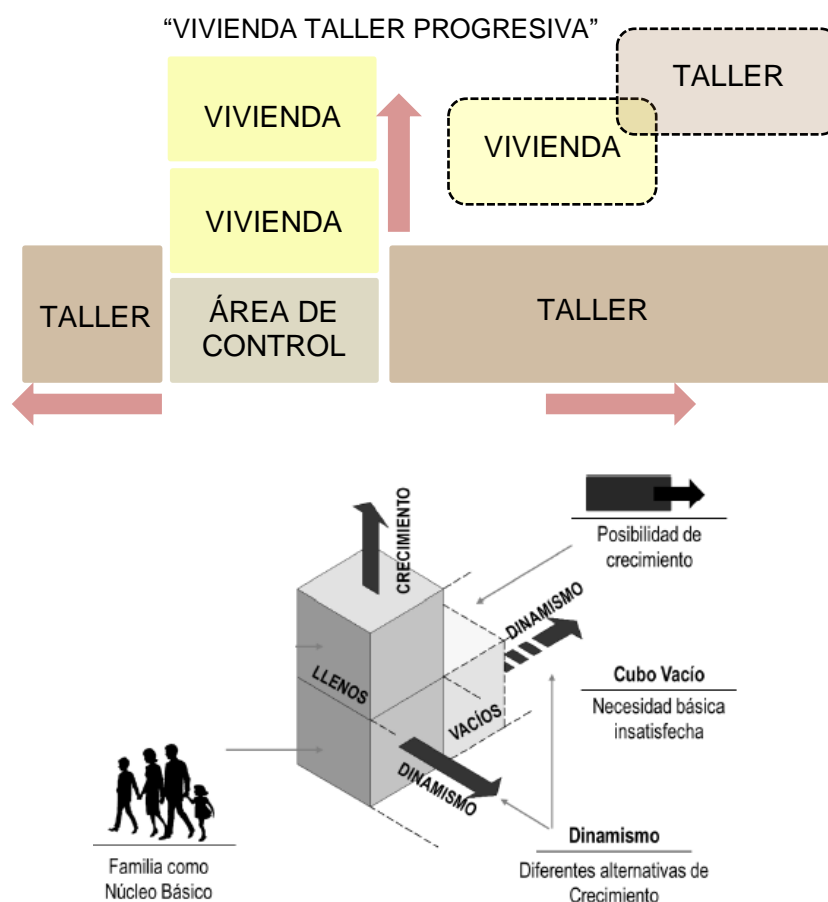 “VIVIENDA TALLER PROGRESIVA”
TALLER
VIVIENDA
VIVIENDA
VIVIENDA
TALLER
ÁREA DE
CONTROL
TALLER
CRECIMIENTO
Posibilidad de
crecimiento
DINAMISMO
LLENOS
VACÍOS
Cubo Vacío
Necesidad básica
insatisfecha
DINAMISMO
Familia como
Núcleo Básico
Dinamismo
Diferentes alternativas de
Crecimiento